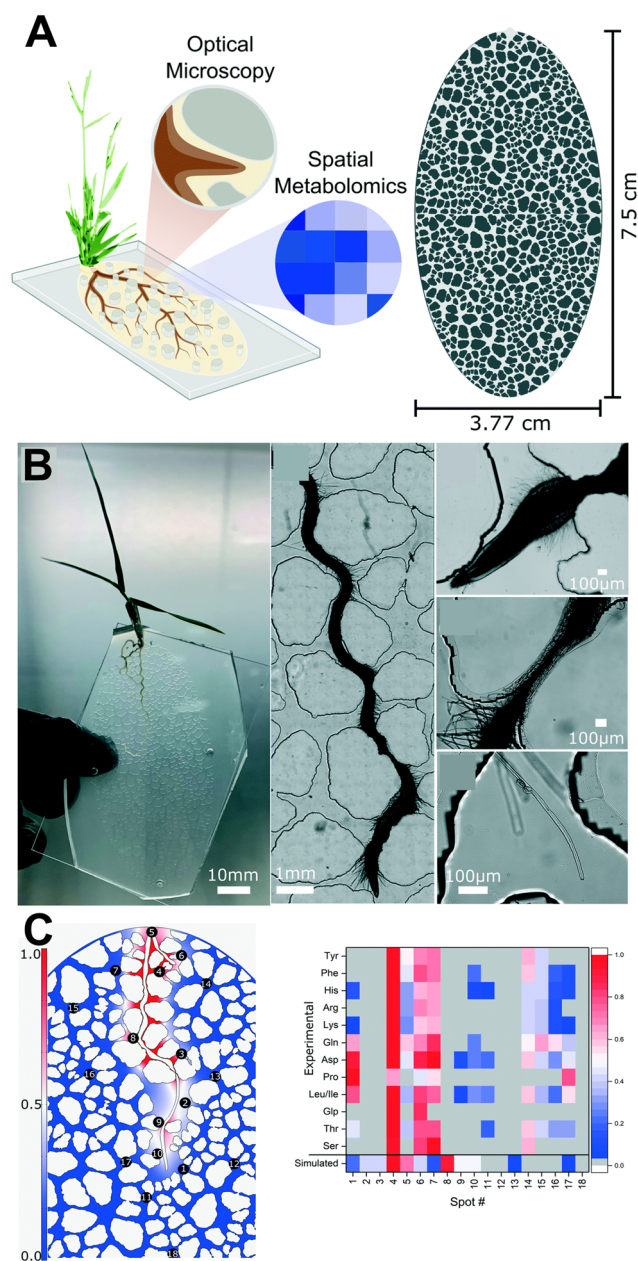 A
Optical
Microscopy
Spatial
Metabolomics
7.5 cm
3.77 cm
B
10mm
1mm
100μm
100μm
100μm
C
1.0
0.5
0.0
5
6
7
4
14
15
8
3
16
13
2
9
17
10
1
12
11
18
Experimental
Tyr
Phe
His
Arg
Lys
Gln
Asp
Pro
Leu/Ile
Glp
Thr
Ser
Simulated
1 2 3 4 5 6 7 8 9 10 11 12 13 14 15 16 17 18
Spot #
1.0
0.8
0.6
0.4
0.2
0